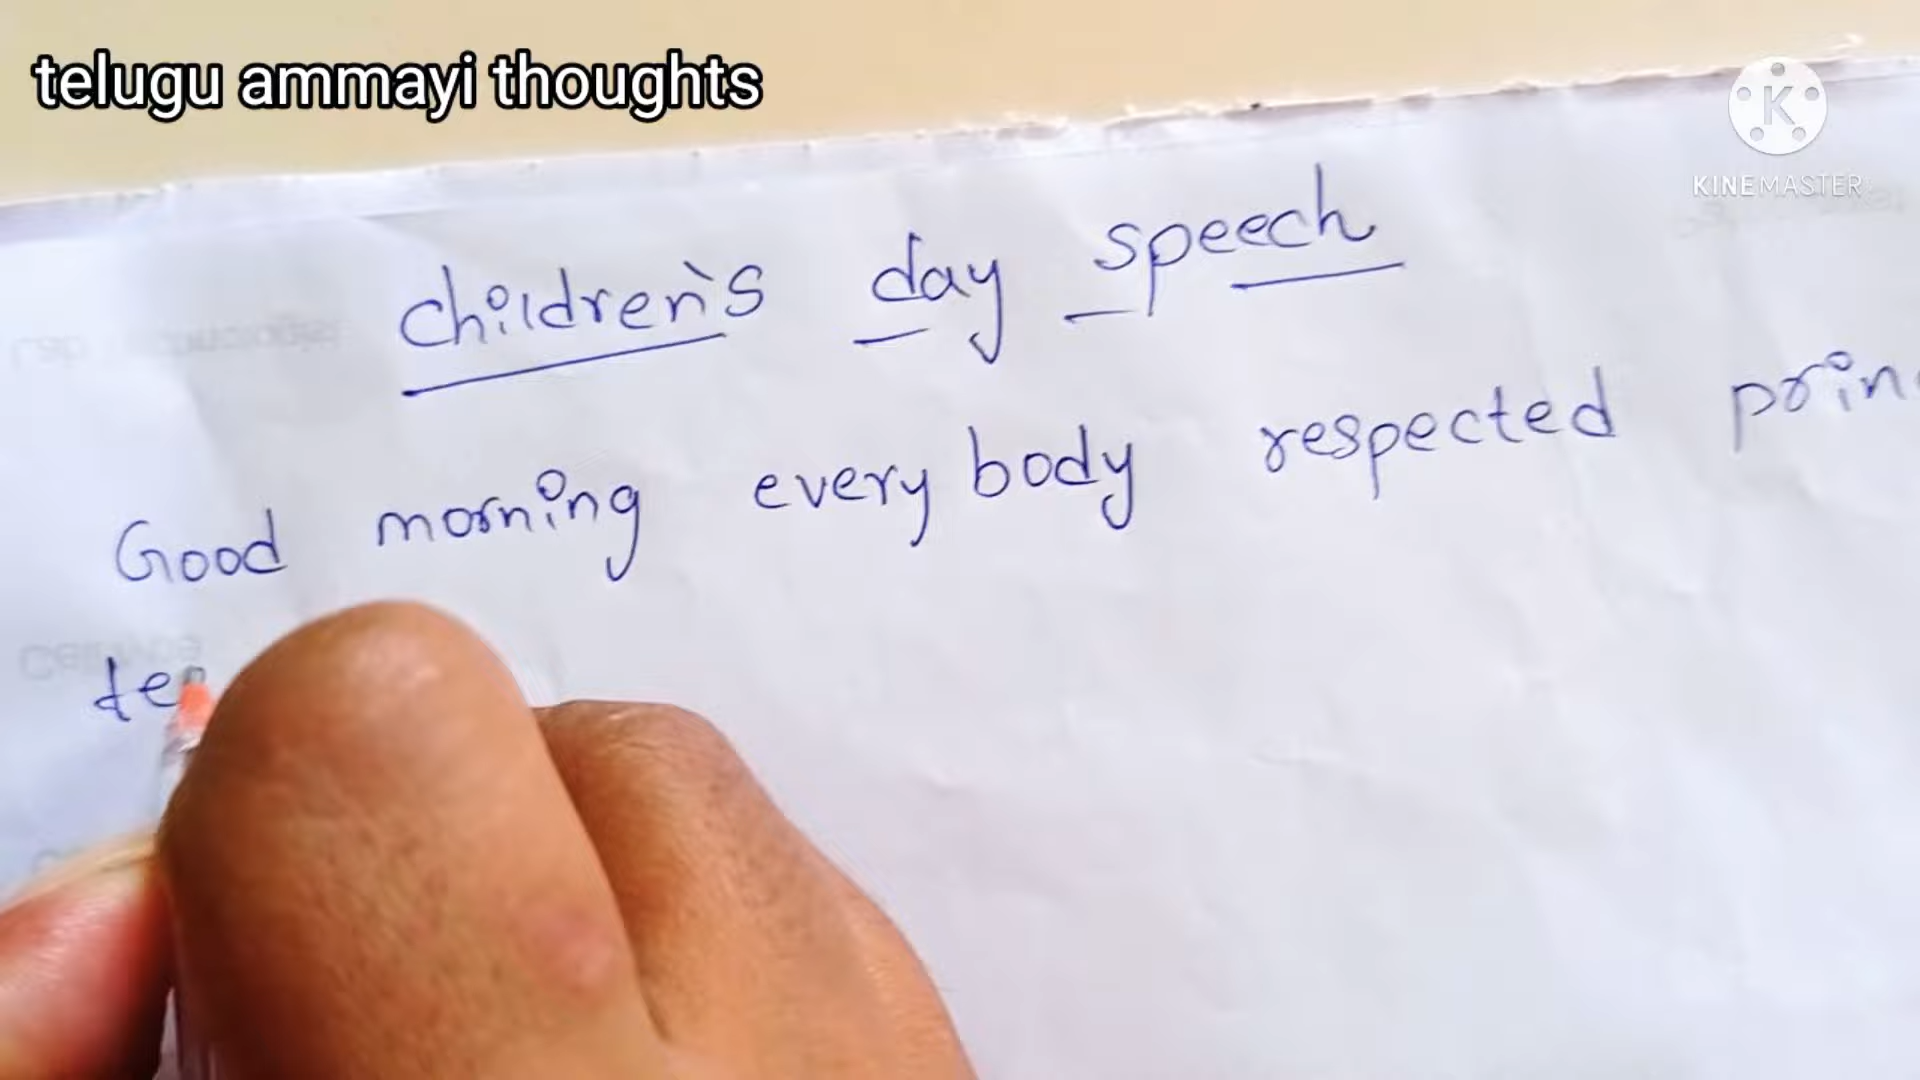 telugu ammayi thoughts
KINEMASTER
children's day speech
Good morning every body respected